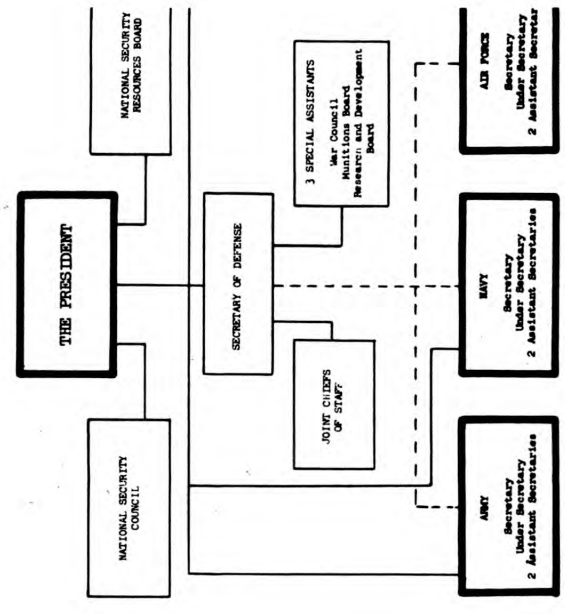 THE PRESIDENT
NATIONAL SECURITY
COUNCIL
NATIONAL SECURITY
RESOURCES BOARD
SECRETARY OF DEFENSE
JOINT CHIEFS
OF STAFF
3 SPECIAL ASSISTANTS
War Council
Munitions Board
Research and Development
Board
ARMY
Secretary
Under Secretary
2 Assistant Secretaries
NAVY
Secretary
Under Secretary
2 Assistant Secretaries
AIR FORCE
Secretary
Under Secretary
2 Assistant Secretar